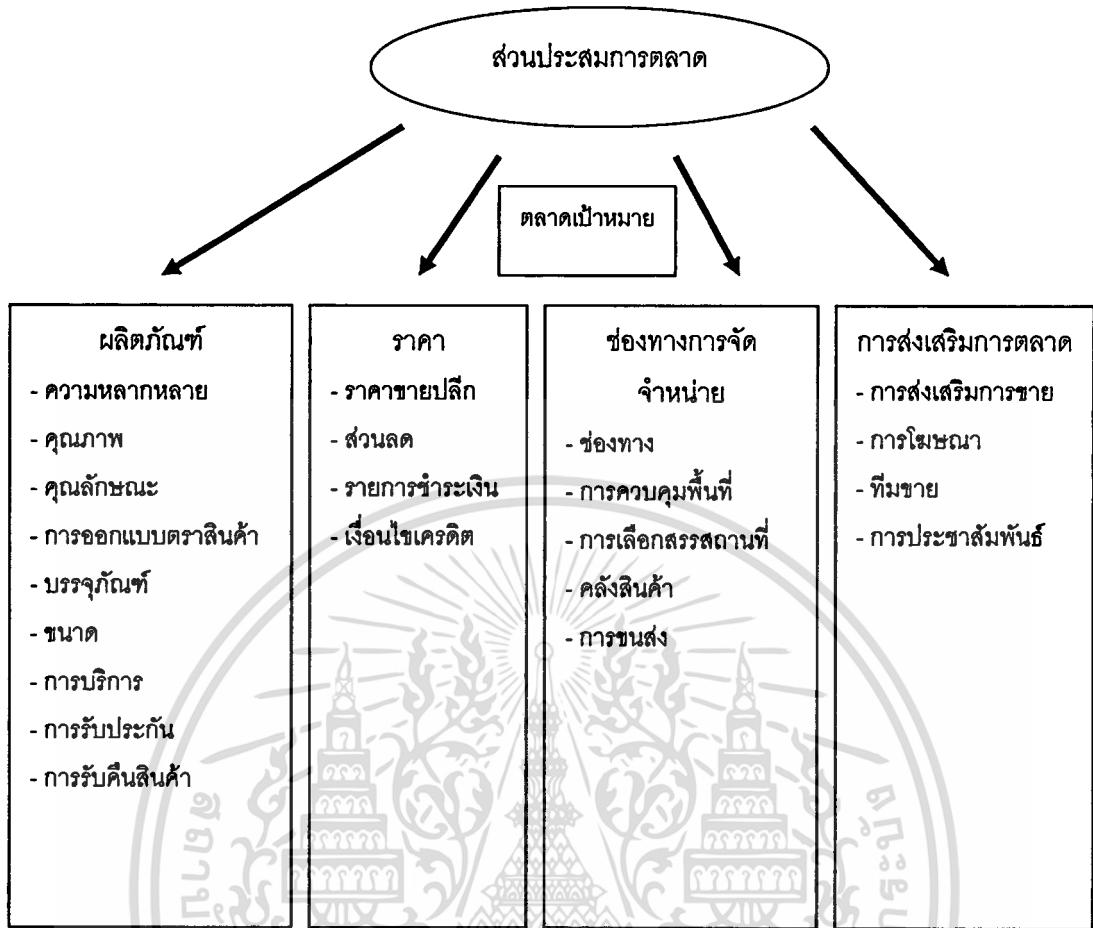 ส่วนประสมการตลาด
ตลาดเป้าหมาย
ผลิตภัณฑ์
- ความหลากหลาย
- คุณภาพ
- คุณลักษณะ
- การออกแบบตราสินค้า
- บรรจุภัณฑ์
- ขนาด
- การบริการ
- การรับประกัน
- การรับคืนสินค้า
ราคา
- ราคาขายปลีก
- ส่วนลด
- รายการชำระเงิน
- เงื่อนไขเครดิต
ช่องทางการจัด
จำหน่าย
- ช่องทาง
- การควบคุมพื้นที่
- การเลือกสรรสถานที่
- คลังสินค้า
- การขนส่ง
การส่งเสริมการตลาด
- การส่งเสริมการขาย
- การโฆษณา
- ทีมขาย
- การประชาสัมพันธ์